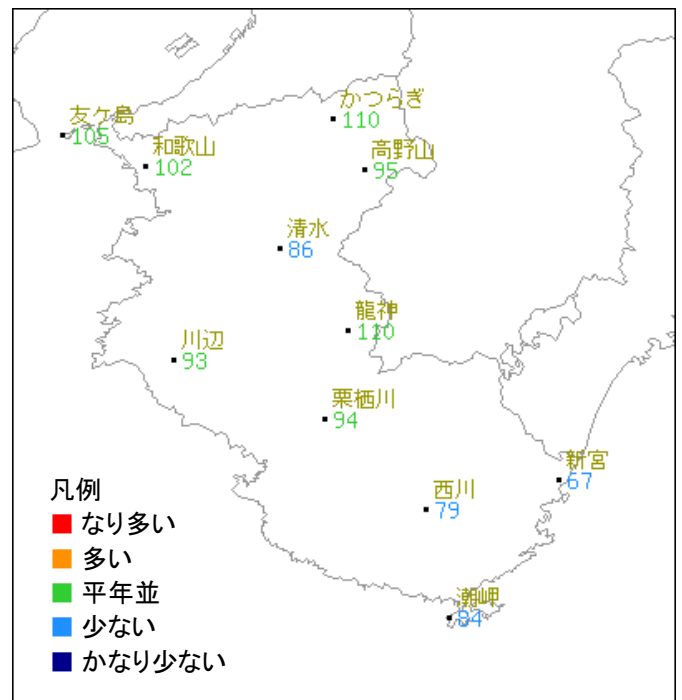 かつらぎ
110
友ケ島
105
和歌山
102
高野山
95
清水
86
龍神
110
川辺
93
栗栖川
94
新宮
67
西川
79
潮岬
84
凡例
なり多い
多い
平年並
少ない
かなり少ない